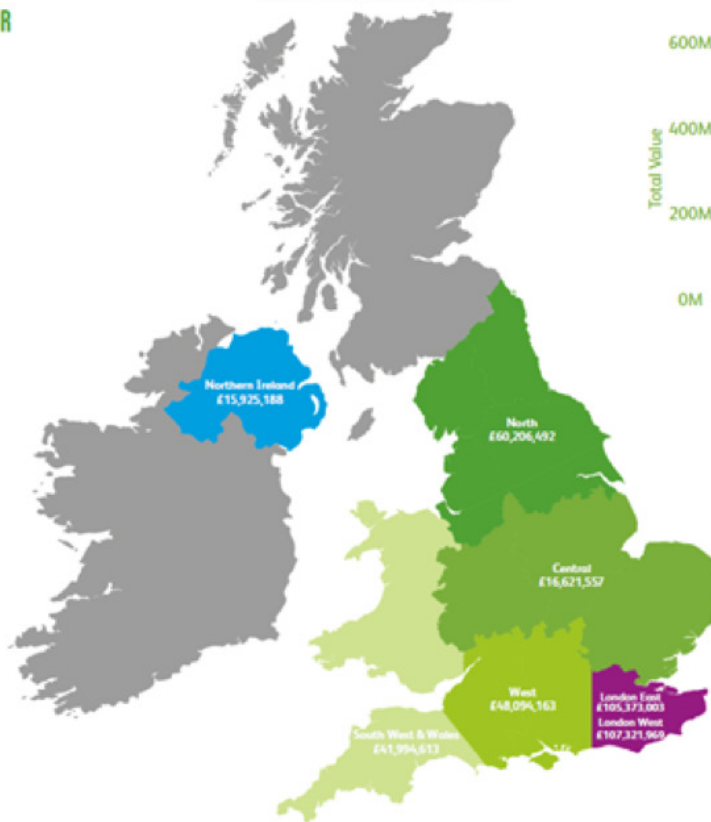 R
600M
400M
Total Value
200M
0M
Northern Ireland
£15,925,188
North
£60,206,492
Central
£16,621,557
West
£48,094,163
London East
£105,373,003
London West
£107,321,969
South West & Wales
£41,994,613